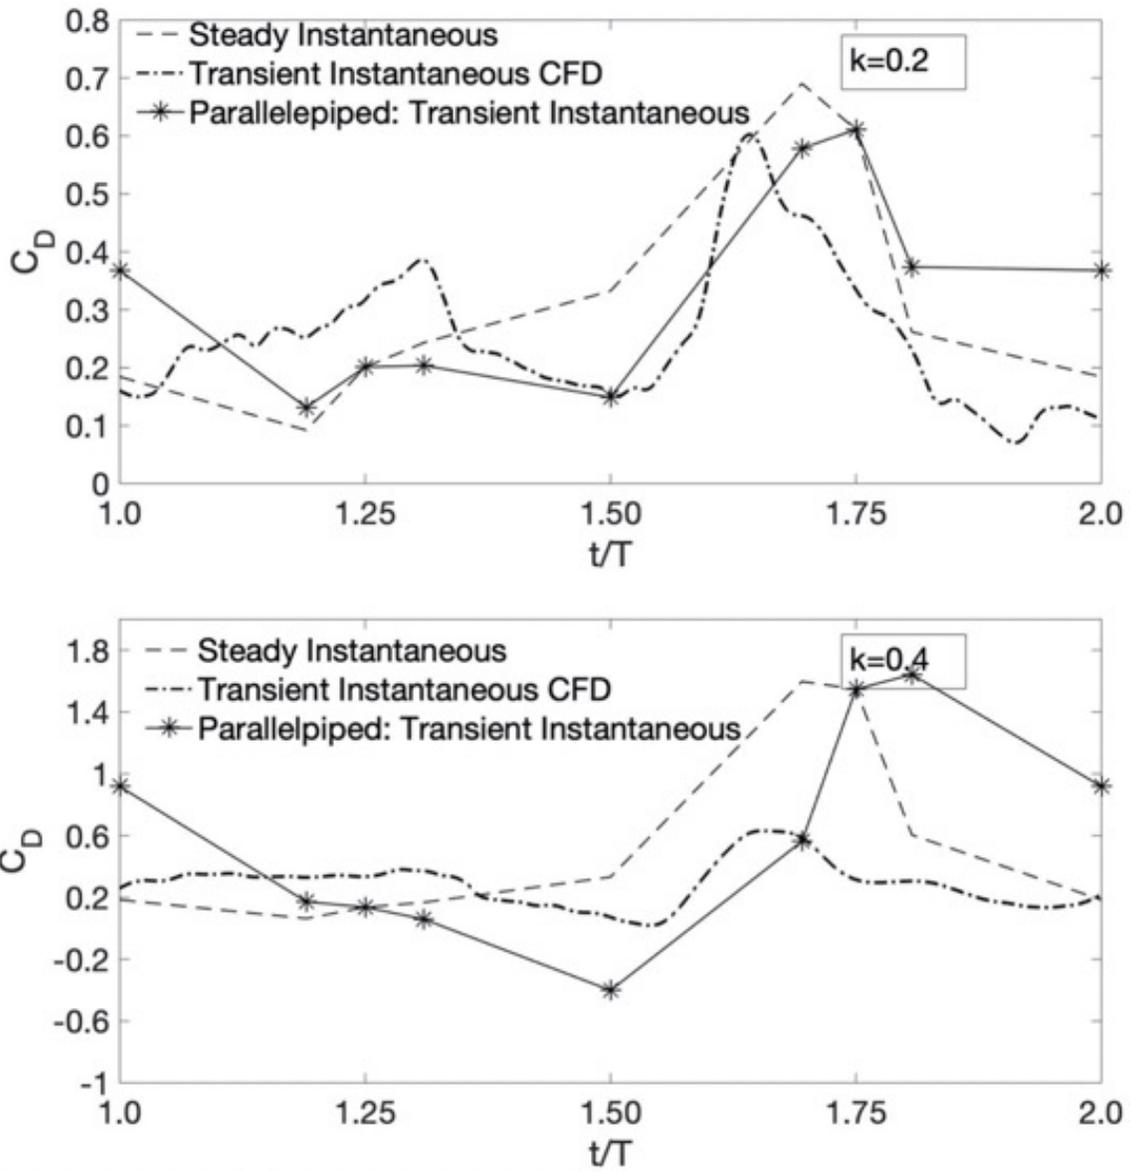 0.8
Steady Instantaneous
k=0.2
0.7
Transient Instantaneous CFD
Parallelepiped: Transient Instantaneous
0.6
0.5
0.4
C_D
0.3
0.2
0.1
0
1.0 1.25 1.50 1.75 2.0
t/T
1.8
Steady Instantaneous
k=0.4
Transient Instantaneous CFD
1.4
Parallelpiped: Transient Instantaneous
1
0.6
C_D
0.2
-0.2
-0.6
-1
1.0 1.25 1.50 1.75 2.0
t/T